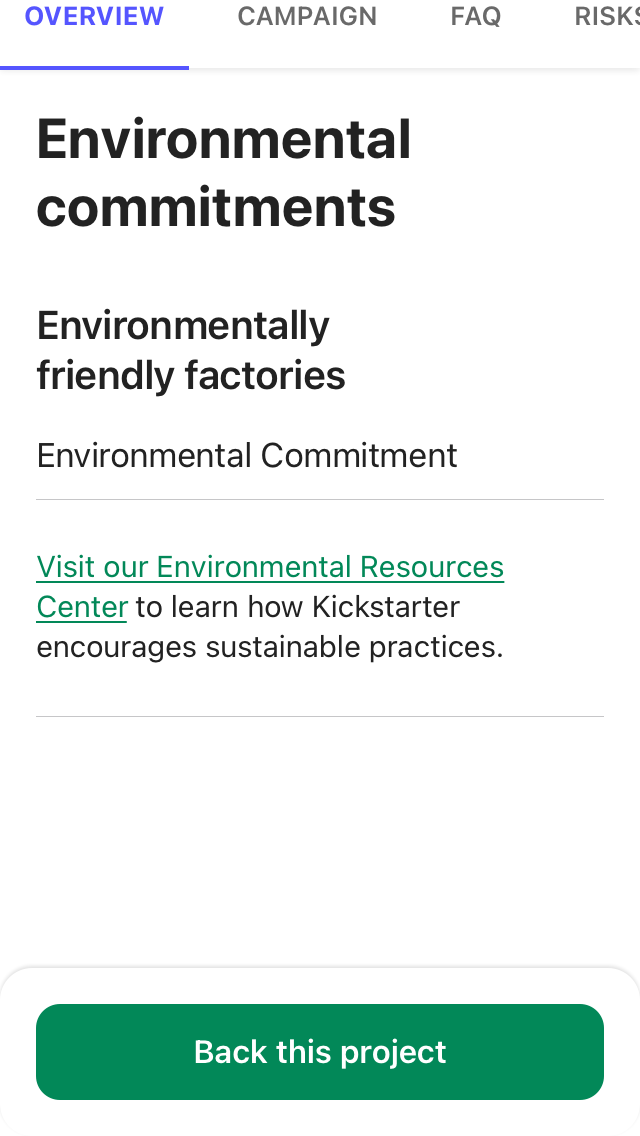 OVERVIEW CAMPAIGN FAQ RISKS
Environmental
commitments
Environmentally
friendly factories
Environmental Commitment
Visit our Environmental Resources
Center to learn how Kickstarter
encourages sustainable practices.
Back this project